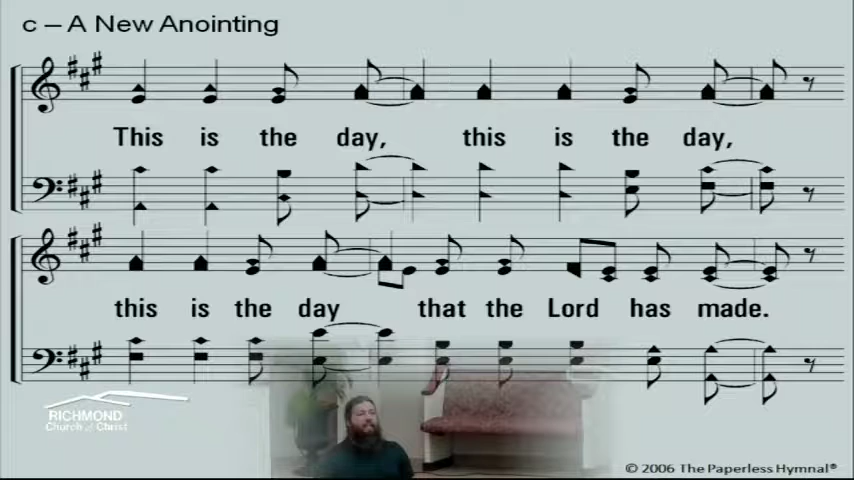 c – A New Anointing
This is the day, this is the day,
this is the day that the Lord has made.
RICHMOND
Church of Christ
© 2006 The Paperless Hymnal®